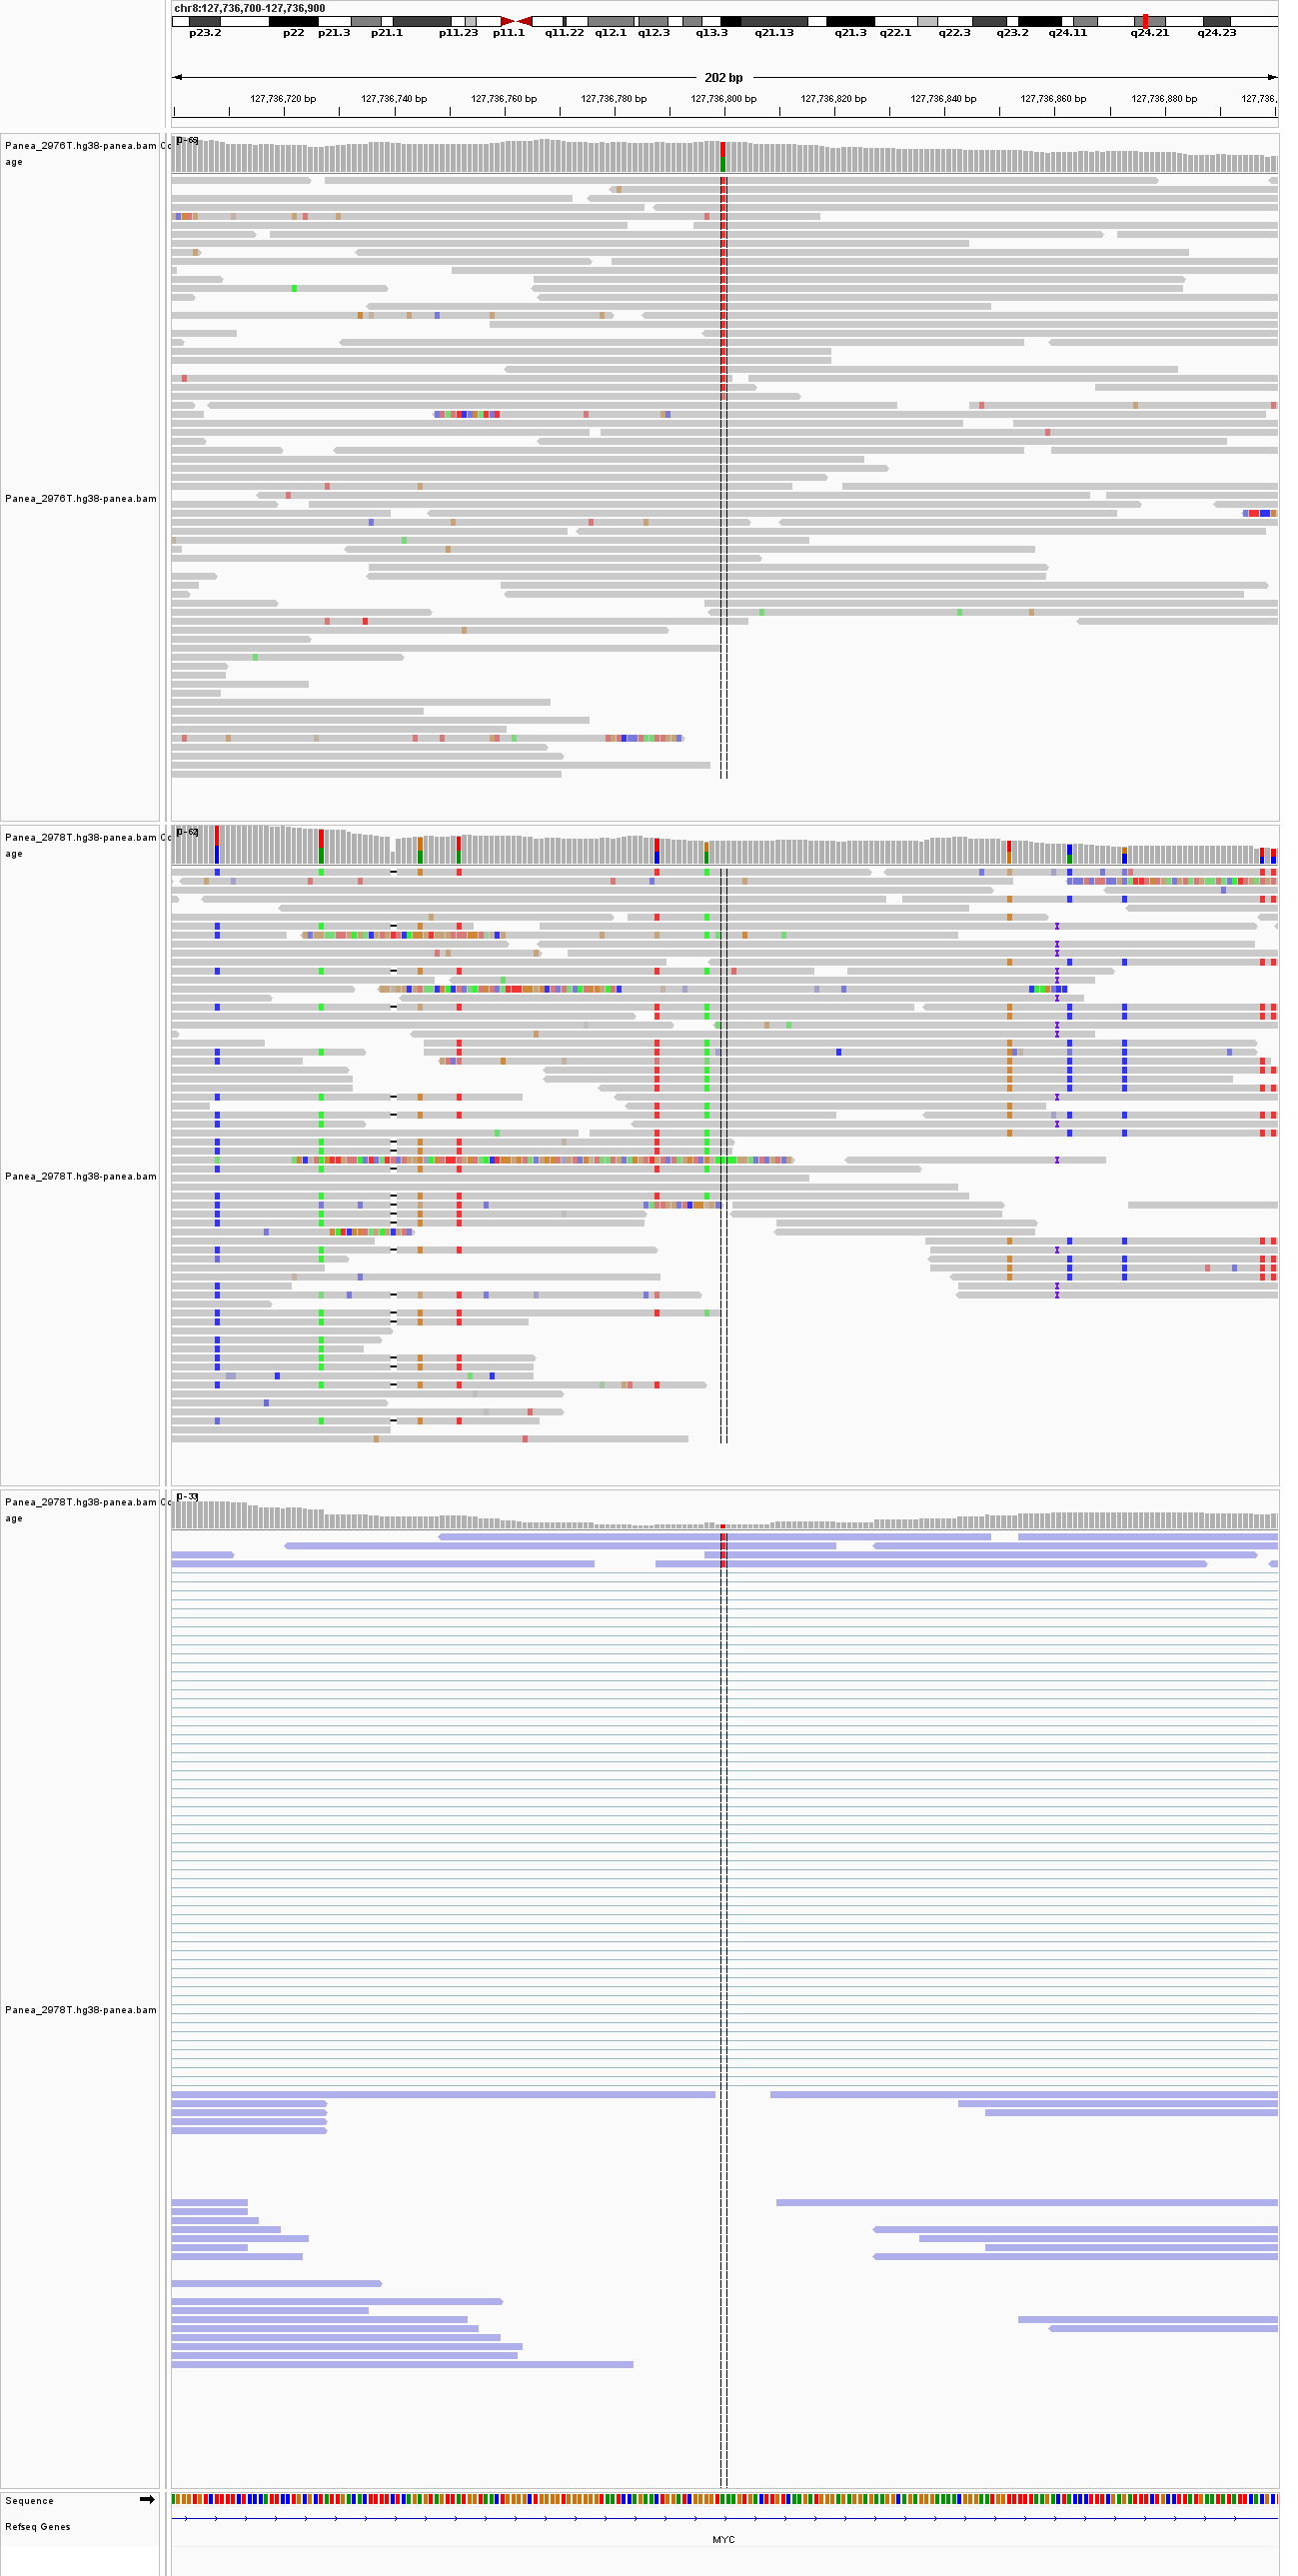 chr8:127,736,700-127,736,900
p23.2 p22 p21.3 p21.1 p11.23 p11.1 q11.22 q12.1 q12.3 q13.3 q21.13 q21.3 q22.1 q22.3 q23.2 q24.11 q24.21 q24.23
202 bp
127,736,720 bp 127,736,740 bp 127,736,760 bp 127,736,780 bp 127,736,800 bp 127,736,820 bp 127,736,840 bp 127,736,860 bp 127,736,880 bp 127,736,
Panea_2976T.hg38-panea.bam Co
age
Panea_2976T.hg38-panea.bam
Panea_2978T.hg38-panea.bam Co
[0-62]
age
Panea_2978T.hg38-panea.bam
Panea_2978T.hg38-panea.bam Co
[0-33]
age
Panea_2978T.hg38-panea.bam
Sequence
Refseq Genes
MYC